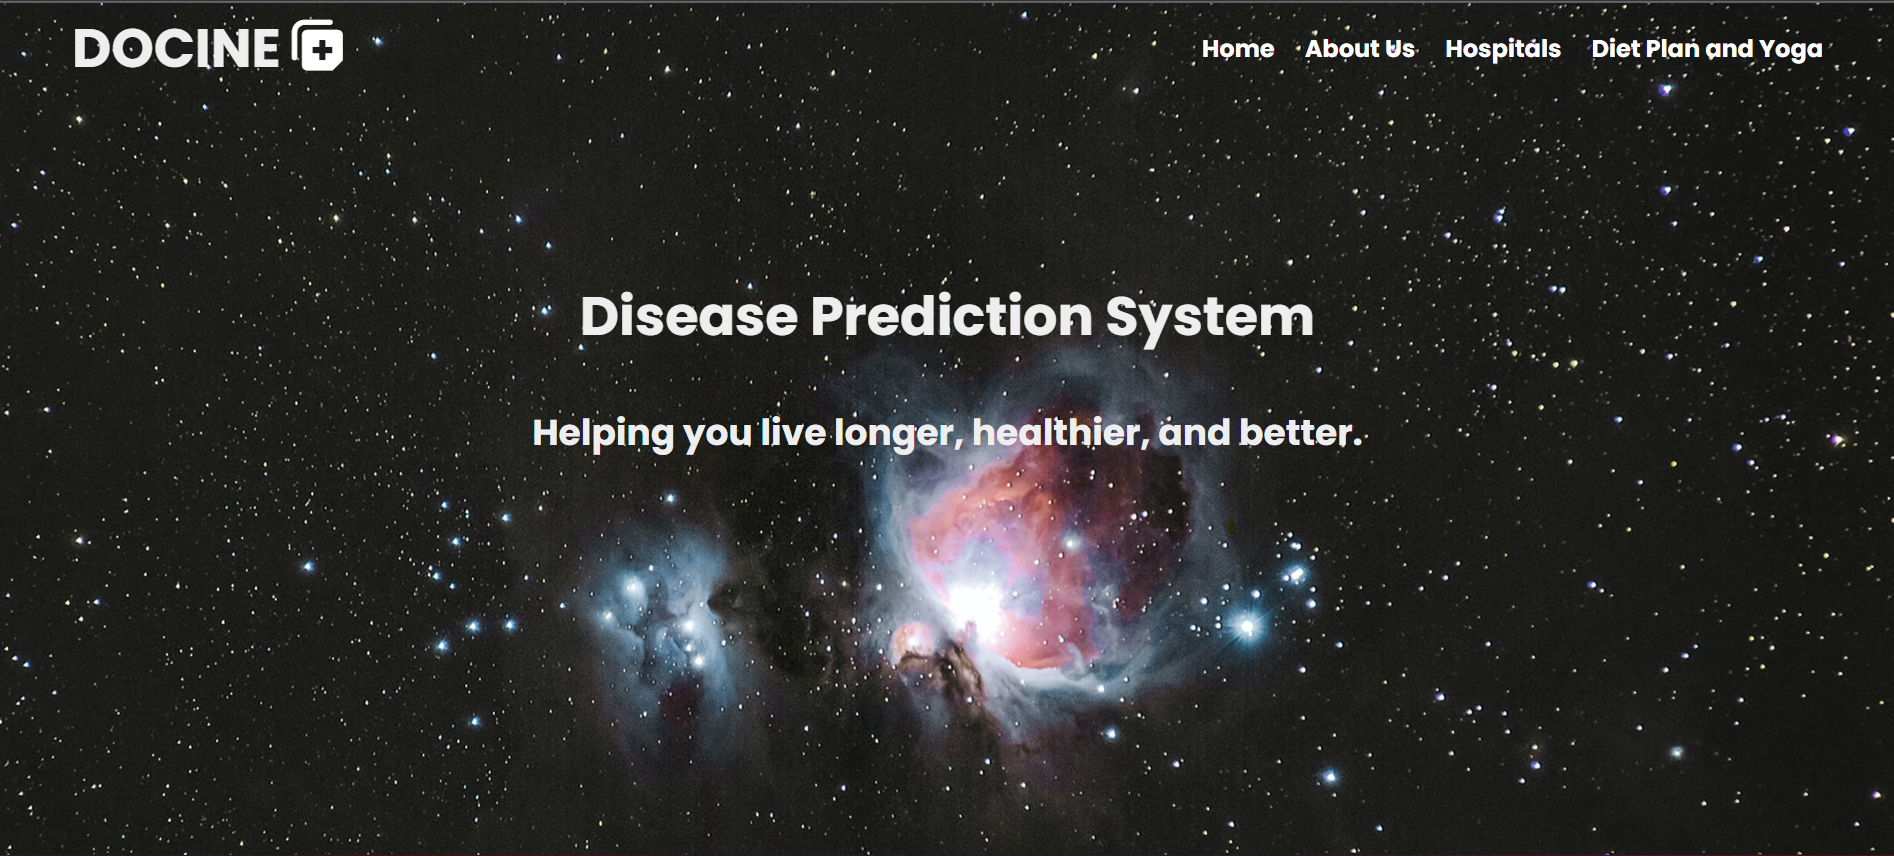 DOCINE
Home About Us Hospitals Diet Plan and Yoga
Disease Prediction System
Helping you live longer, healthier, and better.